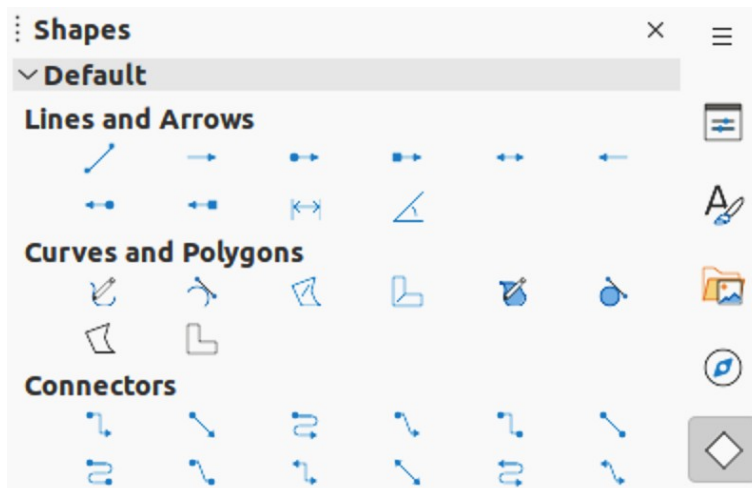 Shapes
Default
Lines and Arrows
Curves and Polygons
Connectors